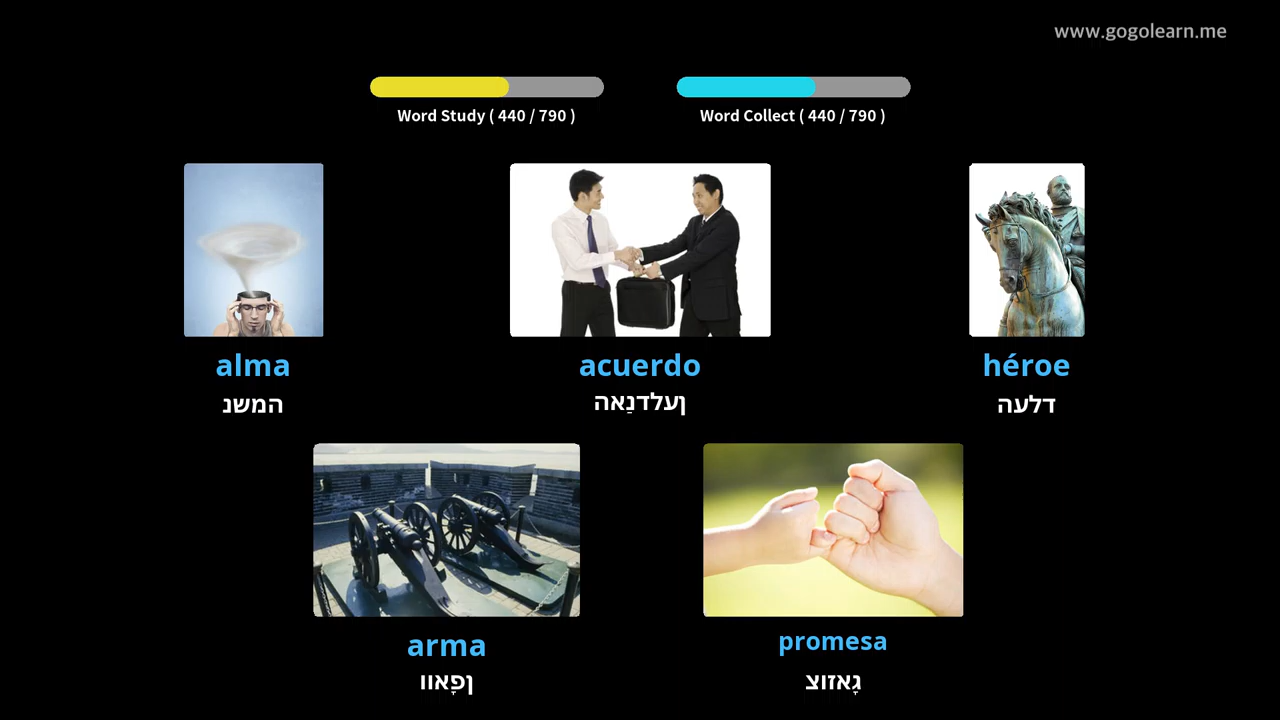 www.gogolearn.me
Word Study ( 440 / 790 )
Word Collect ( 440 / 790 )
alma
acuerdo
héroe
המשנ
ןעלדנַאה
דלעה
arma
promesa
ןפָאוו
גָאזוצ